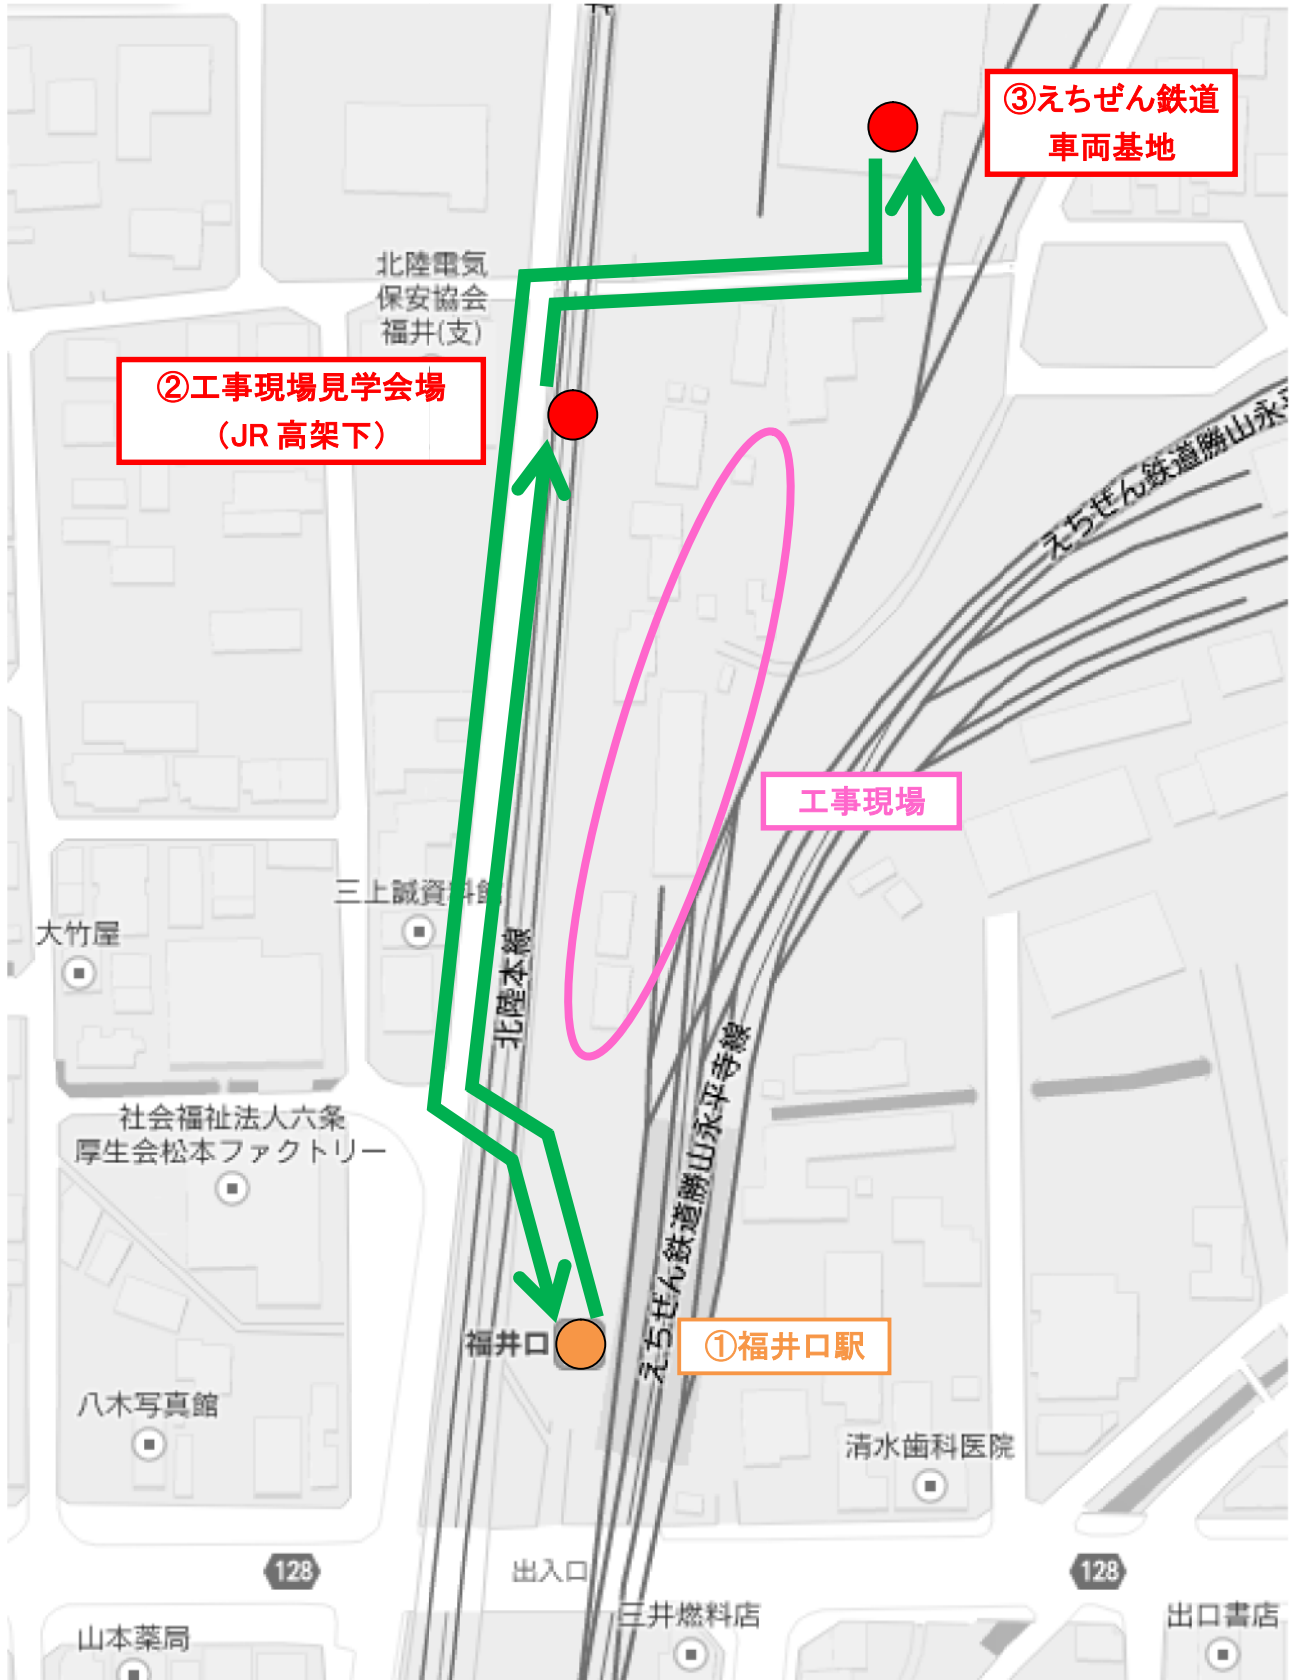 ③えちぜん鉄道
車両基地
北陸電気
保安協会
福井(支)
②工事現場見学会場
（JR 高架下）
えちぜん鉄道勝山永平
工事現場
三上誠資料館
大竹屋
北陸本線
社会福祉法人六条
厚生会松本ファクトリー
えちぜん鉄道勝山永平寺線
福井口
①福井口駅
八木写真館
清水歯科医院
128
出入口
128
三井燃料店
出口書店
山本薬局